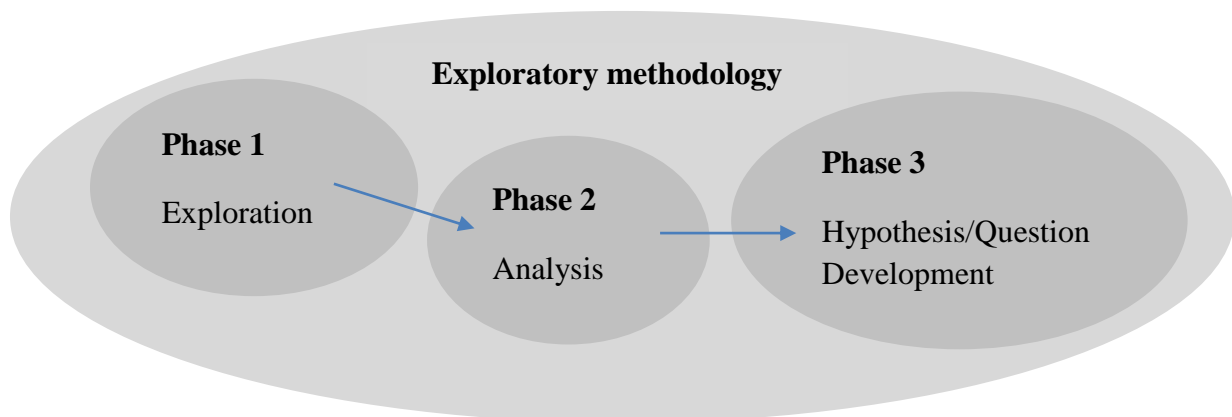 Exploratory methodology
Phase 1
Exploration
Phase 2
Analysis
Phase 3
Hypothesis/Question
Development